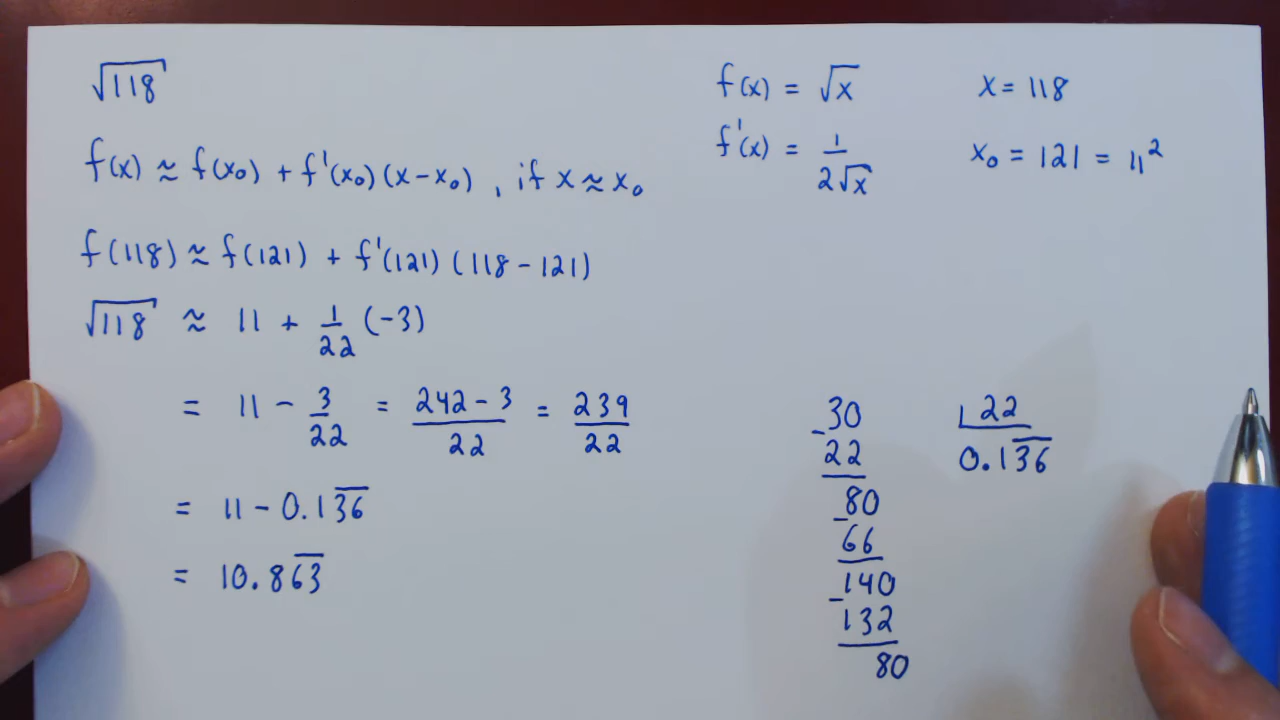 √118
f(x) ≈ f(x₀) + f'(x₀)(x-x₀), if x ≈ x₀
f(118) ≈ f(121) + f'(121)(118-121)
√118 ≈ 11 + 1/22 (-3)
= 11 - 3/22 = (242-3)/22 = 239/22
= 11 - 0.13̅6̅
= 10.86̅3̅
f(x) = √x
f'(x) = 1/(2√x)
x = 118
x₀ = 121 = 11²
30 | 22
-22
0.13̅6̅
80
-66
140
-132
80